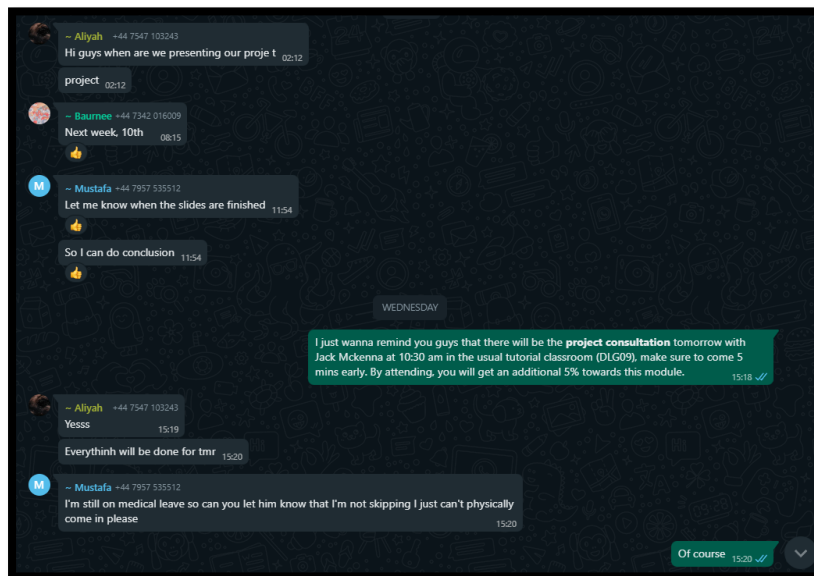 ~ Aliyah +44 7547 103243
Hi guys when are we presenting our proje t 02:12
project 02:12
~ Baurnee +44 7342 016009
Next week, 10th 08:15
M
~ Mustafa +44 7957 535512
Let me know when the slides are finished 11:54
So I can do conclusion 11:54
WEDNESDAY
I just wanna remind you guys that there will be the project consultation tomorrow with
Jack Mckenna at 10:30 am in the usual tutorial classroom (DLG09), make sure to come 5
mins early. By attending, you will get an additional 5% towards this module. 15:18
~ Aliyah +44 7547 103243
Yesss 15:19
Everythinh will be done for tmr 15:20
M
~ Mustafa +44 7957 535512
I'm still on medical leave so can you let him know that I'm not skipping I just can't physically
come in please 15:20
Of course 15:20